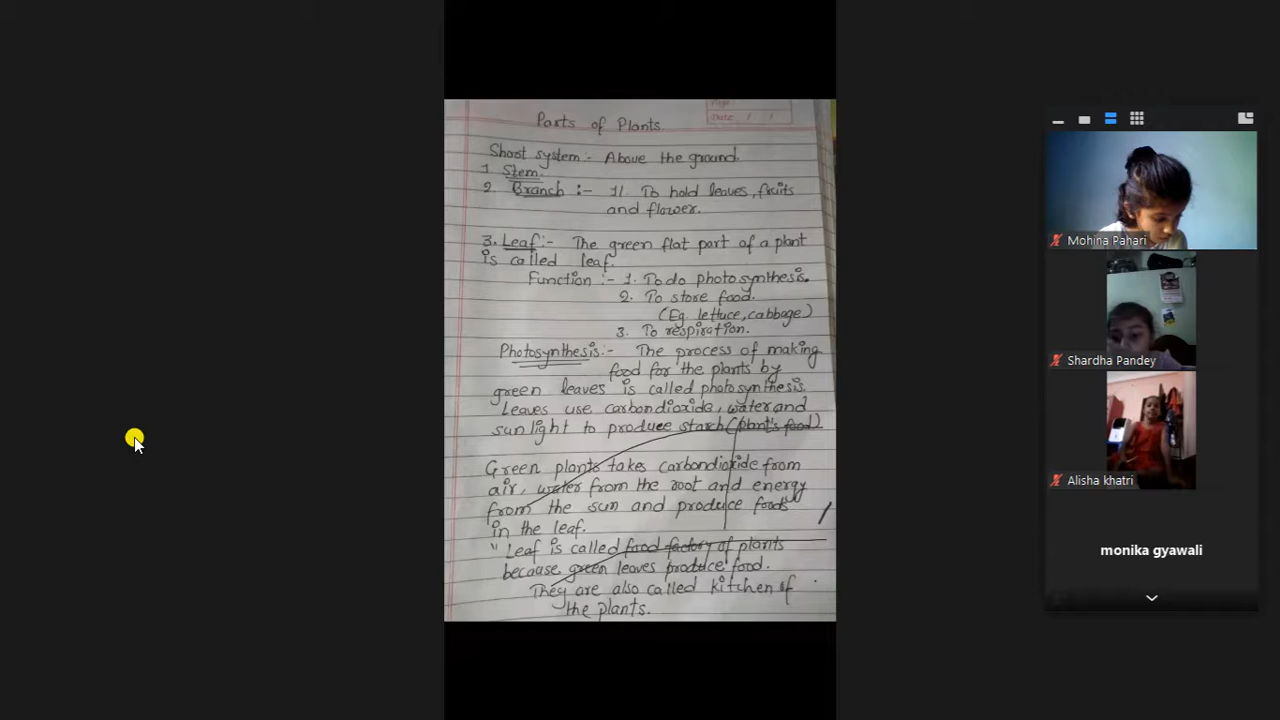 Page:
Date: / /
Parts of Plants
Shoot system:- Above the ground.
1 Stem.
2. Branch :- 1/. To hold leaves, fruits
and flower.
3. Leaf:- The green flat part of a plant
is called leaf.
Function :- 1. To do photosynthesis.
2. To store food.
(Eg. lettuce, cabbage)
3. To respiration.
Photosynthesis:- The process of making
food for the plants by
green leaves is called photosynthesis.
Leaves use carbondioxide, water and
sunlight to produce starch (plant's food)
Green plants takes carbondioxide from
air, water from the root and energy
from the sun and produce foods
in the leaf.
" Leaf is called food factory of plants
because green leaves produce food.
They are also called kitchen of
the plants.
Mohina Pahari
Shardha Pandey
Alisha khatri
monika gyawali